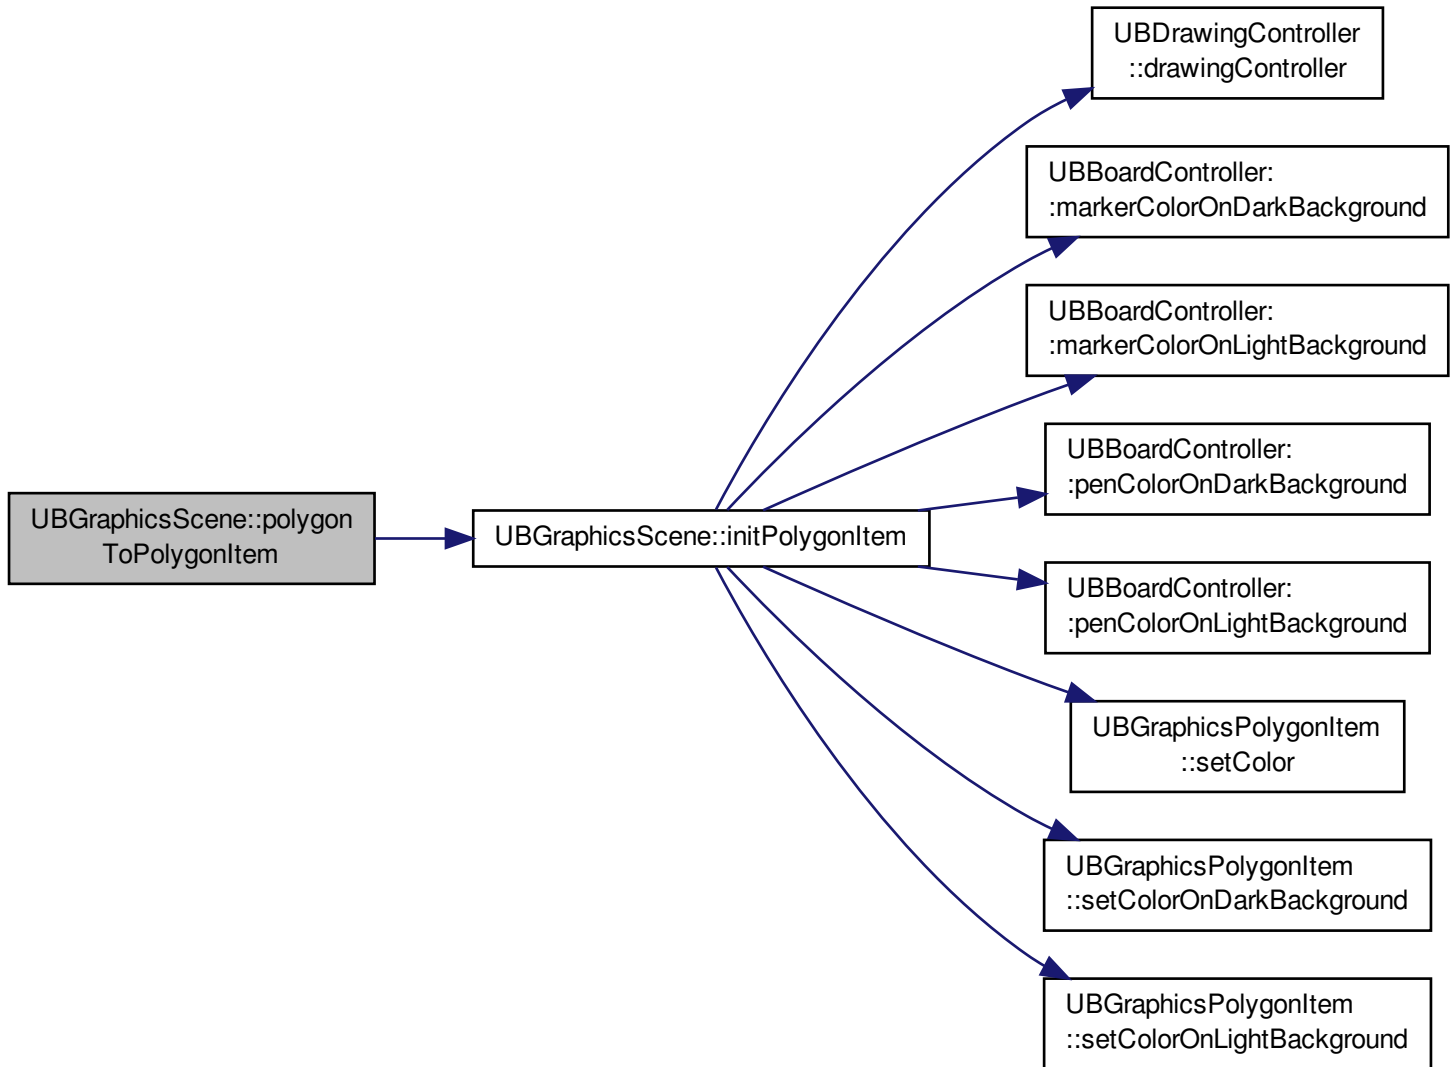 UBDrawingController
::drawingController
UBBoardController:
:markerColorOnDarkBackground
UBBoardController:
:markerColorOnLightBackground
UBBoardController:
:penColorOnDarkBackground
UBGraphicsScene::polygon
ToPolygonItem
UBGraphicsScene::initPolygonItem
UBBoardController:
:penColorOnLightBackground
UBGraphicsPolygonItem
::setColor
UBGraphicsPolygonItem
::setColorOnDarkBackground
UBGraphicsPolygonItem
::setColorOnLightBackground